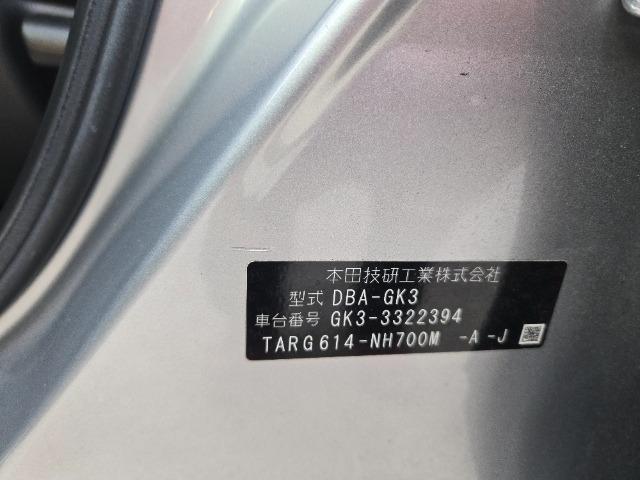 本田技研工業株式会社
型式 DBA-GK3
車台番号 GK3-3322394
TARG614-NH700M -A -J